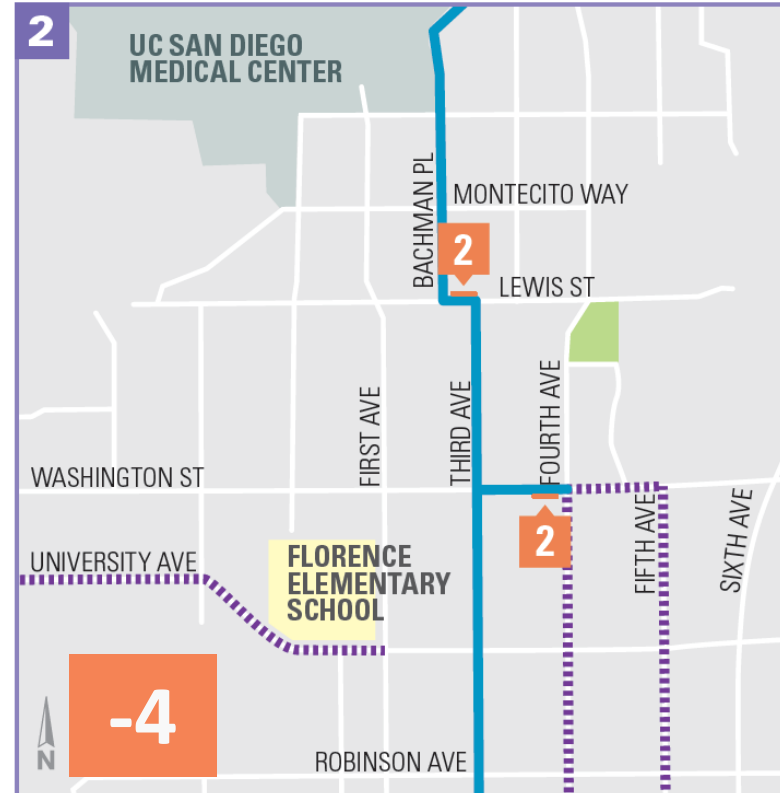 2
UC SAN DIEGO
MEDICAL CENTER
BACHMAN PL
MONTECITO WAY
2
LEWIS ST
FIRST AVE
THIRD AVE
FOURTH AVE
WASHINGTON ST
2
FIFTH AVE
SIXTH AVE
UNIVERSITY AVE
FLORENCE
ELEMENTARY
SCHOOL
-4
N
ROBINSON AVE